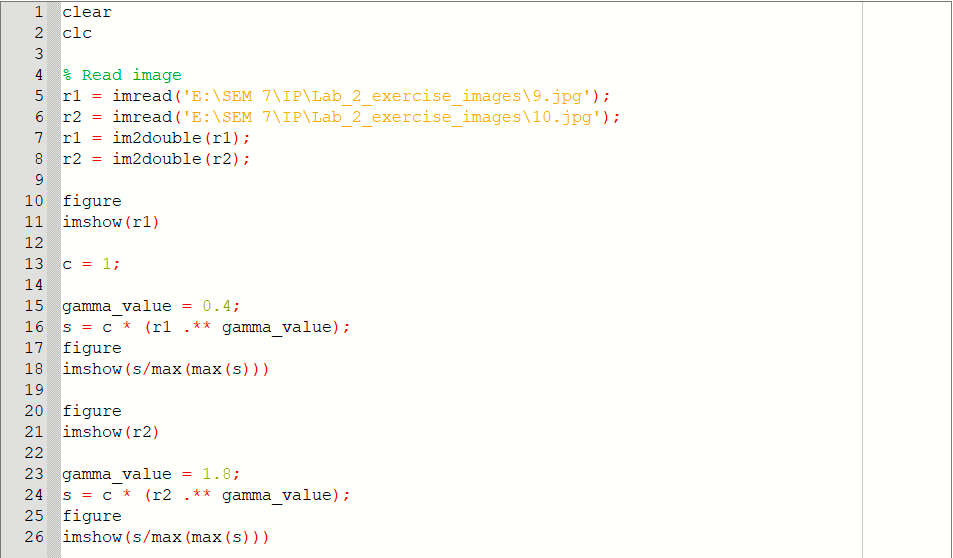 1 clear
2 clc
3
4 % Read image
5 r1 = imread('E:\SEM 7\IP\Lab_2_exercise_images\9.jpg');
6 r2 = imread('E:\SEM 7\IP\Lab_2_exercise_images\10.jpg');
7 r1 = im2double(r1);
8 r2 = im2double(r2);
9
10 figure
11 imshow(r1)
12
13 c = 1;
14
15 gamma_value = 0.4;
16 s = c * (r1 .** gamma_value);
17 figure
18 imshow(s/max(max(s)))
19
20 figure
21 imshow(r2)
22
23 gamma_value = 1.8;
24 s = c * (r2 .** gamma_value);
25 figure
26 imshow(s/max(max(s)))